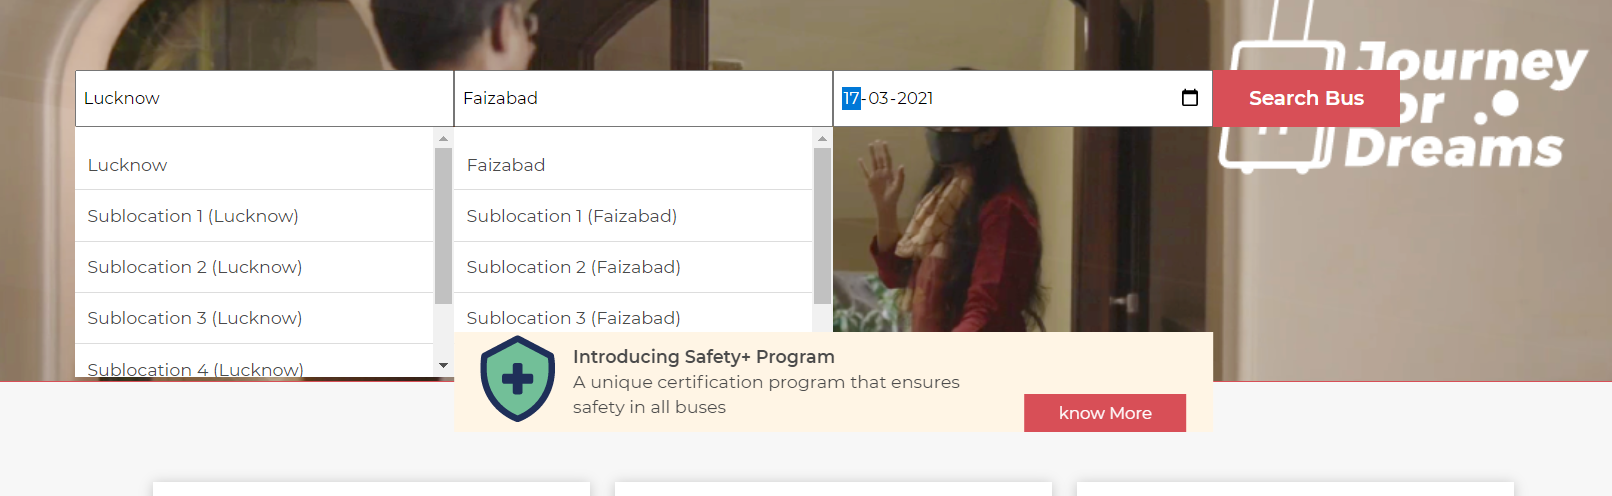 Lucknow
Faizabad
17-03-2021
Search Bus
Journey
for
Dreams
Lucknow
Sublocation 1 (Lucknow)
Sublocation 2 (Lucknow)
Sublocation 3 (Lucknow)
Sublocation 4 (Lucknow)
Faizabad
Sublocation 1 (Faizabad)
Sublocation 2 (Faizabad)
Sublocation 3 (Faizabad)
Introducing Safety+ Program
A unique certification program that ensures
safety in all buses
know More